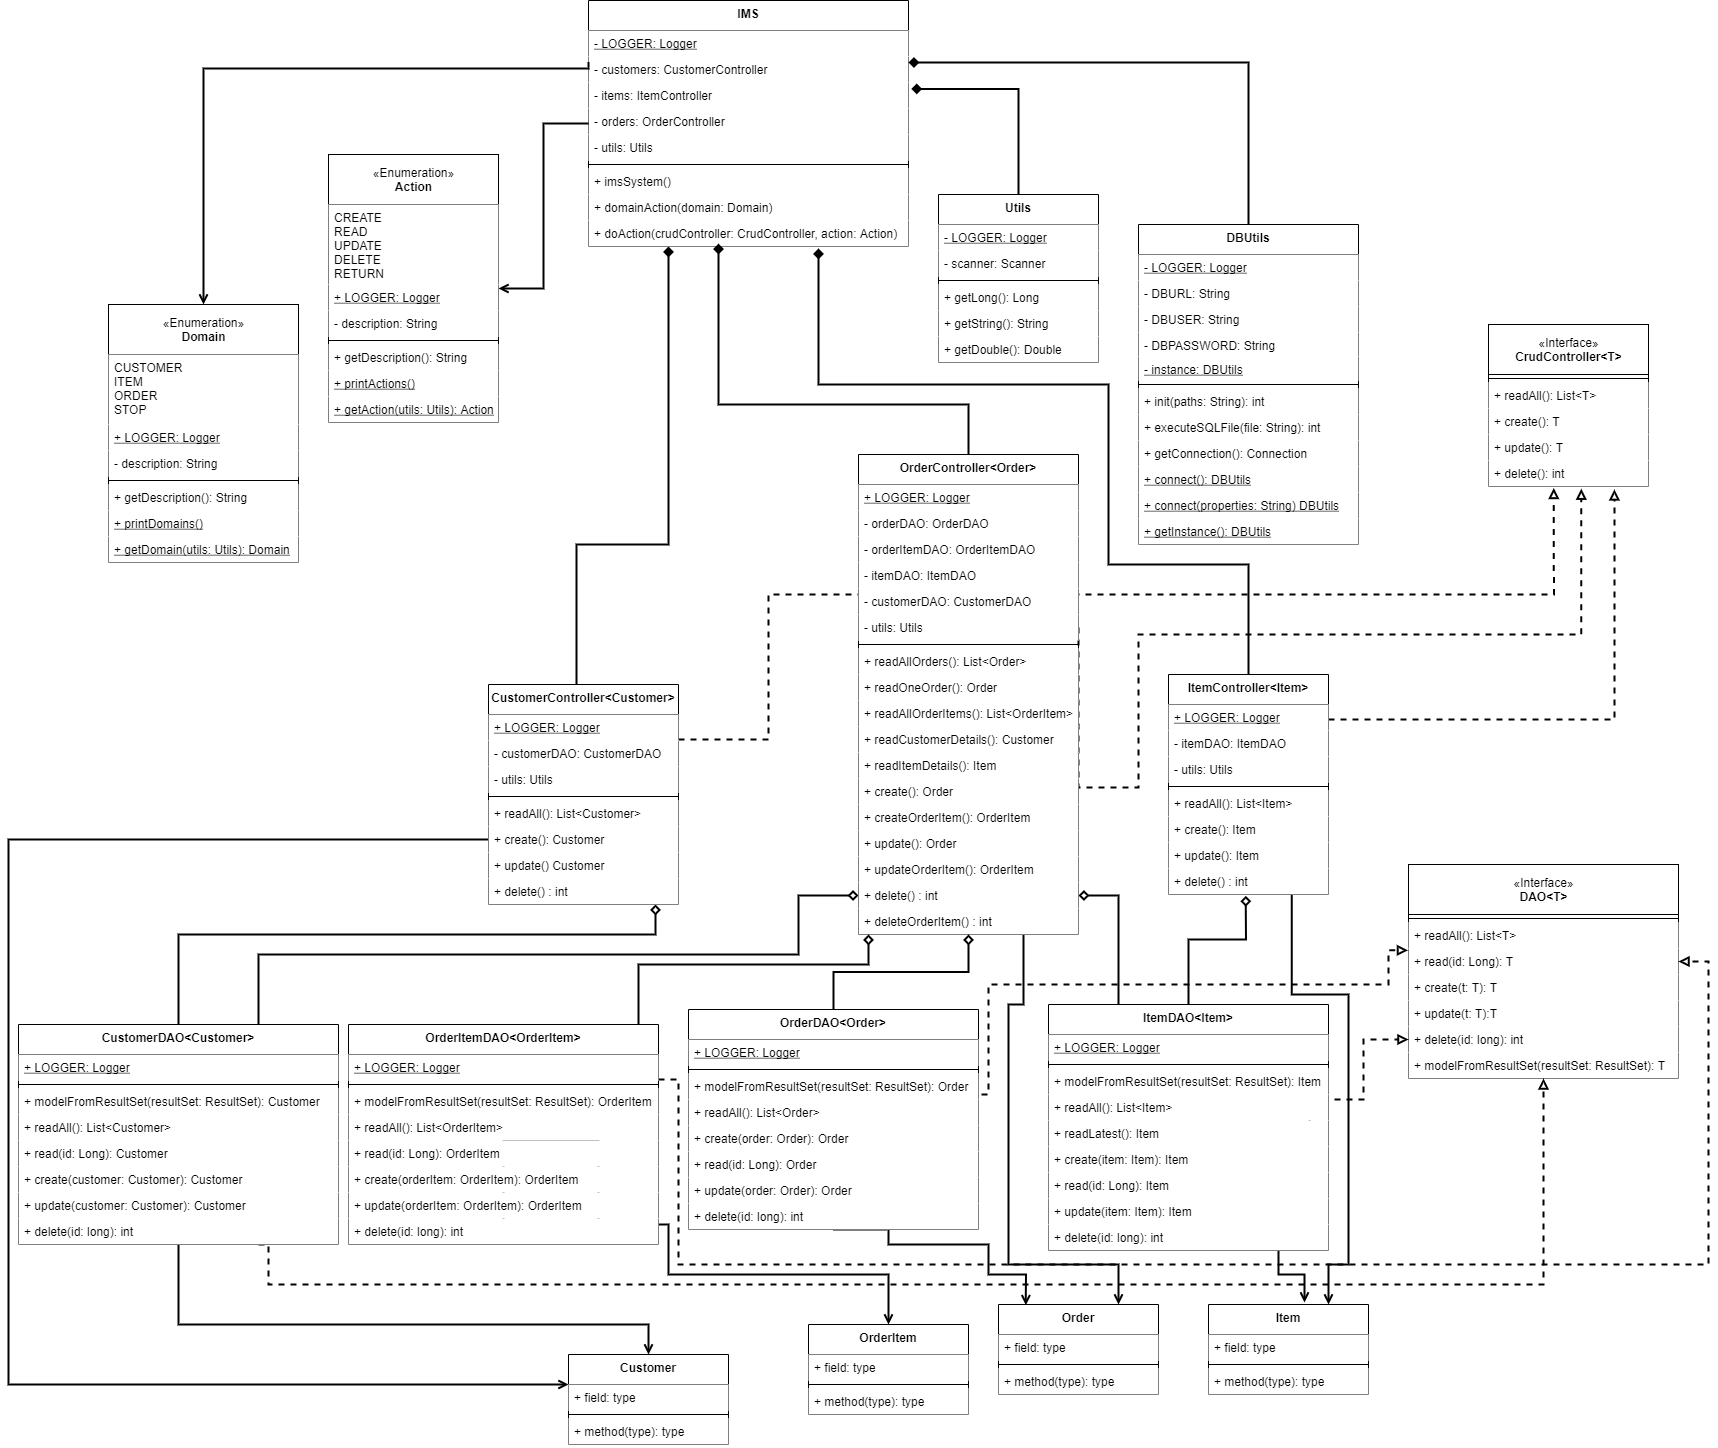 IMS
- LOGGER: Logger
- customers: CustomerController
- items: ItemController
- orders: OrderController
- utils: Utils
+ imsSystem()
+ domainAction(domain: Domain)
+ doAction(crudController: CrudController, action: Action)
«Enumeration»
Action
CREATE
READ
UPDATE
DELETE
RETURN
+ LOGGER: Logger
- description: String
+ getDescription(): String
+ printActions()
+ getAction(utils: Utils): Action
«Enumeration»
Domain
CUSTOMER
ITEM
ORDER
STOP
+ LOGGER: Logger
- description: String
+ getDescription(): String
+ printDomains()
+ getDomain(utils: Utils): Domain
Utils
- LOGGER: Logger
- scanner: Scanner
+ getLong(): Long
+ getString(): String
+ getDouble(): Double
DBUtils
- LOGGER: Logger
- DBURL: String
- DBUSER: String
- DBPASSWORD: String
- instance: DBUtils
+ init(paths: String): int
+ executeSQLFile(file: String): int
+ getConnection(): Connection
+ connect(): DBUtils
+ connect(properties: String) DBUtils
+ getInstance(): DBUtils
«Interface»
CrudController<T>
+ readAll(): List<T>
+ create(): T
+ update(): T
+ delete(): int
OrderController<Order>
+ LOGGER: Logger
- orderDAO: OrderDAO
- orderItemDAO: OrderItemDAO
- itemDAO: ItemDAO
- customerDAO: CustomerDAO
- utils: Utils
+ readAllOrders(): List<Order>
+ readOneOrder(): Order
+ readAllOrderItems(): List<OrderItem>
+ readCustomerDetails(): Customer
+ readItemDetails(): Item
+ create(): Order
+ createOrderItem(): OrderItem
+ update(): Order
+ updateOrderItem(): OrderItem
+ delete() : int
+ deleteOrderItem() : int
CustomerController<Customer>
+ LOGGER: Logger
- customerDAO: CustomerDAO
- utils: Utils
+ readAll(): List<Customer>
+ create(): Customer
+ update() Customer
+ delete() : int
ItemController<Item>
+ LOGGER: Logger
- itemDAO: ItemDAO
- utils: Utils
+ readAll(): List<Item>
+ create(): Item
+ update(): Item
+ delete() : int
«Interface»
DAO<T>
+ readAll(): List<T>
+ read(id: Long): T
+ create(t: T): T
+ update(t: T):T
+ delete(id: long): int
+ modelFromResultSet(resultSet: ResultSet): T
CustomerDAO<Customer>
+ LOGGER: Logger
+ modelFromResultSet(resultSet: ResultSet): Customer
+ readAll(): List<Customer>
+ read(id: Long): Customer
+ create(customer: Customer): Customer
+ update(customer: Customer): Customer
+ delete(id: long): int
OrderItemDAO<OrderItem>
+ LOGGER: Logger
+ modelFromResultSet(resultSet: ResultSet): OrderItem
+ readAll(): List<OrderItem>
+ read(id: Long): OrderItem
+ create(orderItem: OrderItem): OrderItem
+ update(orderItem: OrderItem): OrderItem
+ delete(id: long): int
OrderDAO<Order>
+ LOGGER: Logger
+ modelFromResultSet(resultSet: ResultSet): Order
+ readAll(): List<Order>
+ create(order: Order): Order
+ read(id: Long): Order
+ update(order: Order): Order
+ delete(id: long): int
ItemDAO<Item>
+ LOGGER: Logger
+ modelFromResultSet(resultSet: ResultSet): Item
+ readAll(): List<Item>
+ readLatest(): Item
+ create(item: Item): Item
+ read(id: Long): Item
+ update(item: Item): Item
+ delete(id: long): int
Customer
+ field: type
+ method(type): type
OrderItem
+ field: type
+ method(type): type
Order
+ field: type
+ method(type): type
Item
+ field: type
+ method(type): type